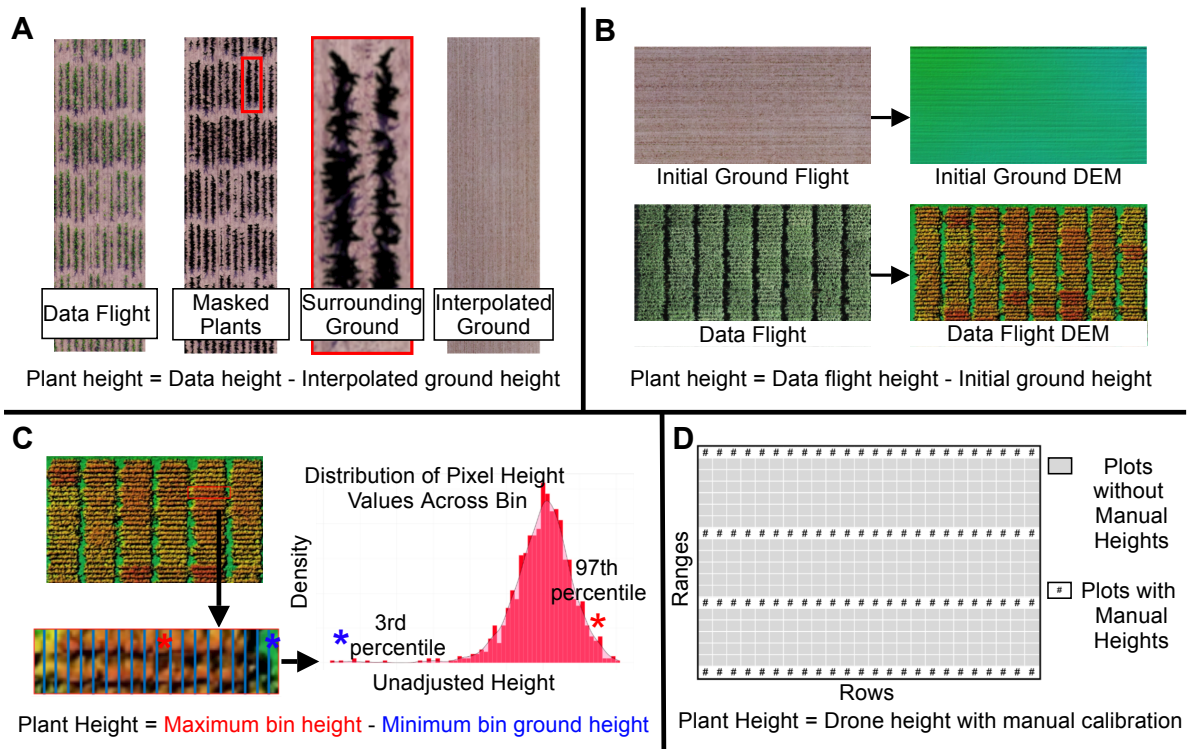 A
Data Flight
Masked
Plants
Surrounding
Ground
Interpolated
Ground
Plant height = Data height - Interpolated ground height
B
Initial Ground Flight
Initial Ground DEM
Data Flight
Data Flight DEM
Plant height = Data flight height - Initial ground height
C
Distribution of Pixel Height
Values Across Bin
Density
3rd
percentile
97th
percentile
*
*
*
*
Unadjusted Height
Plant Height = Maximum bin height - Minimum bin ground height
D
# # # # # # # # # # # # # # # # # # # #
# # # # # # # # # # # # # # # # # # # #
# # # # # # # # # # # # # # # # # # # #
# # # # # # # # # # # # # # # # # # # #
Ranges
Rows
Plots
without
Manual
Heights
# Plots with
Manual
Heights
Plant Height = Drone height with manual calibration